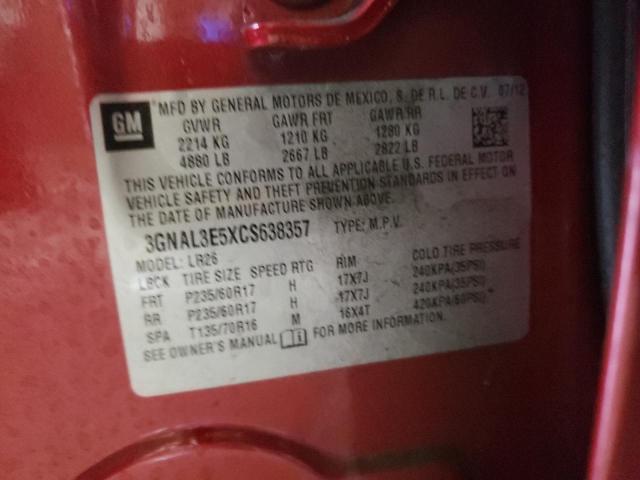 GM
MFD BY GENERAL MOTORS DE MEXICO, S. DE R.L. DE C.V. 07/12
GVWR GAWR FRT GAWR RR
2214 KG 1210 KG 1280 KG
4880 LB 2667 LB 2822 LB
THIS VEHICLE CONFORMS TO ALL APPLICABLE U.S. FEDERAL MOTOR
VEHICLE SAFETY AND THEFT PREVENTION STANDARDS IN EFFECT ON
THE DATE OF MANUFACTURE SHOWN ABOVE.
3GNAL3E5XCS638357 TYPE: M.P.V.
MODEL: LR26
LOCK TIRE SIZE SPEED RTG RIM COLD TIRE PRESSURE
FRT P235/60R17 H 17X7J 240KPA(35PSI)
RR P235/60R17 H 17X7J 240KPA(35PSI)
SPA T135/70R16 M 16X4T 420KPA(60PSI)
SEE OWNER'S MANUAL FOR MORE INFORMATION.